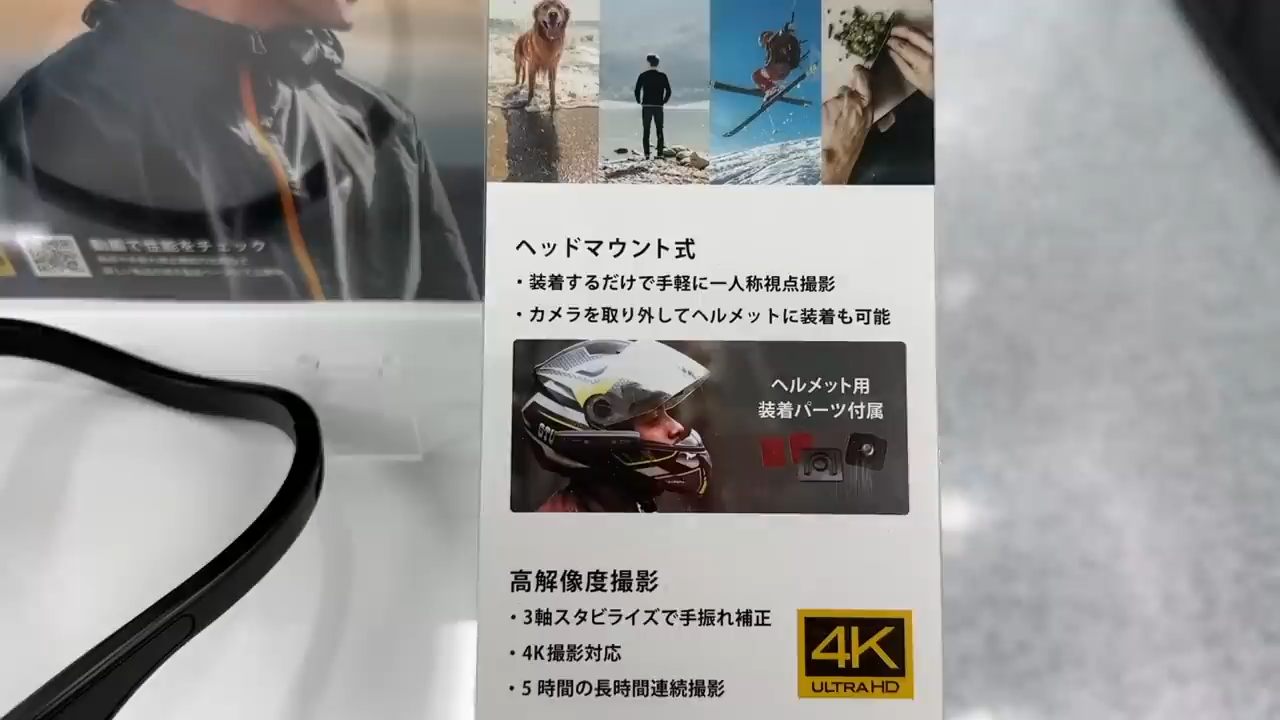 動画で性能をチェック
ヘッドマウント式
・装着するだけで手軽に一人称視点撮影
・カメラを取り外してヘルメットに装着も可能
GTU
ヘルメット用
装着パーツ付属
高解像度撮影
・3軸スタビライズで手振れ補正
・4K撮影対応
・5 時間の長時間連続撮影
4K
ULTRA HD